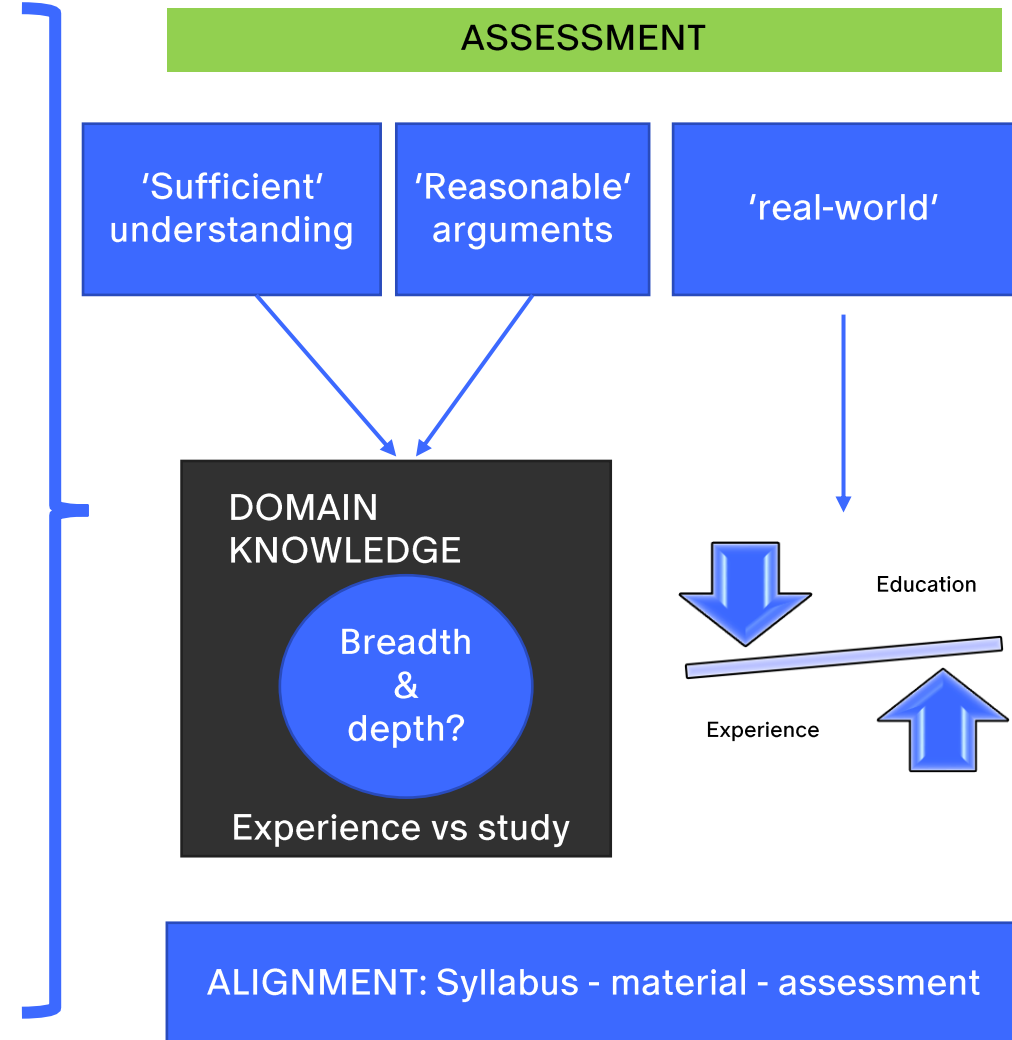 ASSESSMENT
‘Sufficient‘
understanding
‘Reasonable‘
arguments
‘real-world‘
DOMAIN
KNOWLEDGE
Breadth
&
depth?
Experience vs study
Education
Experience
ALIGNMENT: Syllabus - material - assessment